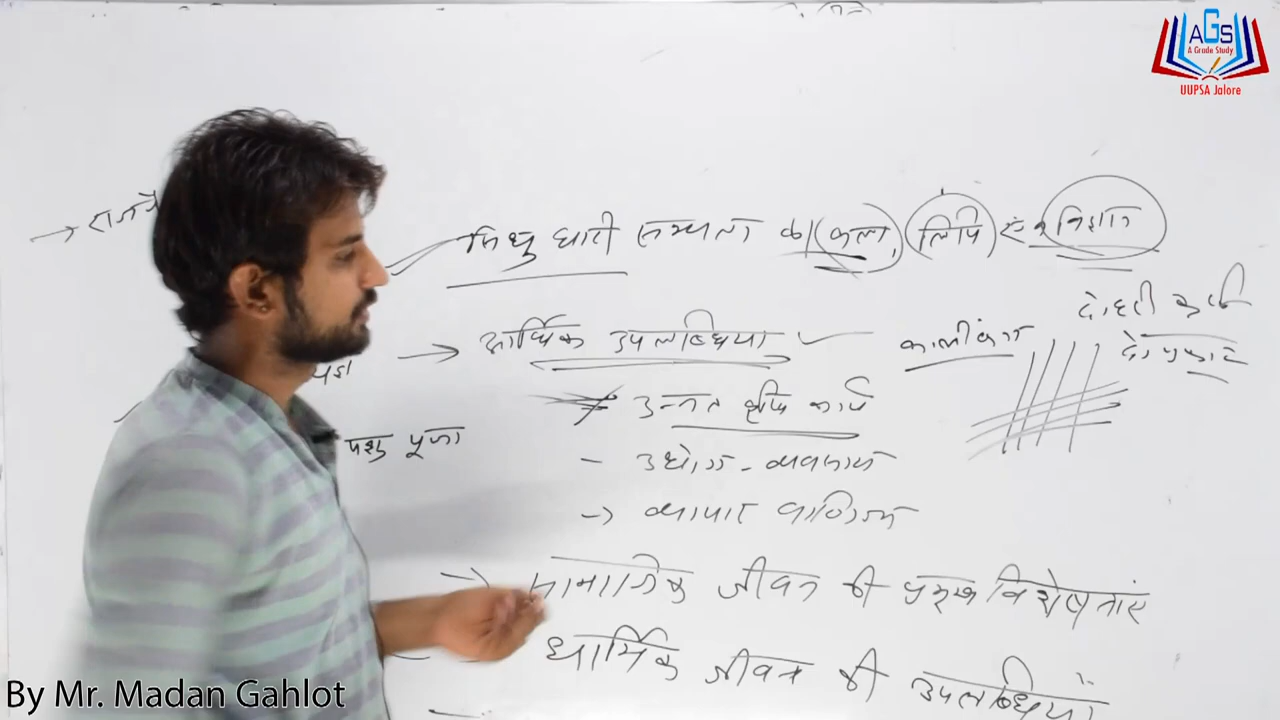 AGS
A Grade Study
UUPSA Jalore
→ राजनै
सिंधु घाटी सभ्यता की कला, लिपि एंव विज्ञान
→ आर्थिक उपलब्धिया
कालीबंगा
दोहरी कृषि
उन्नत कृषि कार्य
- उद्योग - व्यवसाय
पशु पूजा
→ व्यापार वाणिज्य
→ सामाजिक जीवन की प्रमुख विशेषताएं
धार्मिक जीवन की उपलब्धियां
By Mr. Madan Gahlot